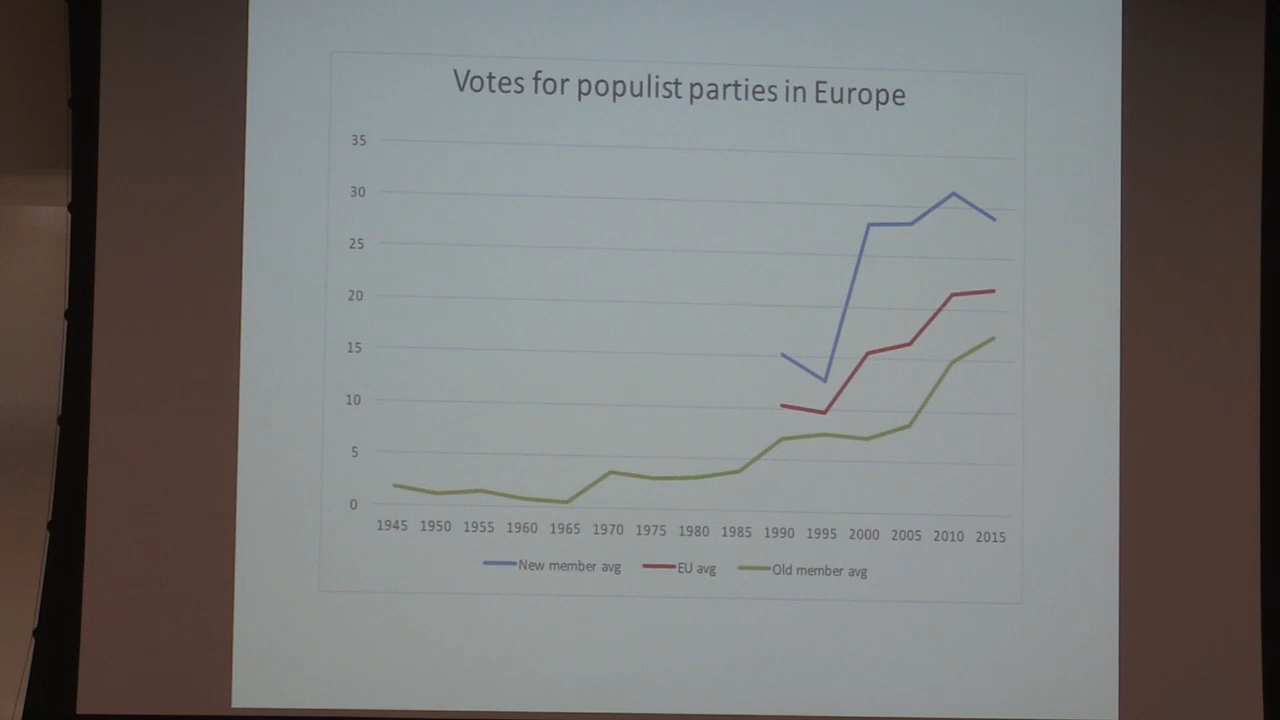 Votes for populist parties in Europe
35
30
25
20
15
10
5
0
1945 1950 1955 1960 1965 1970 1975 1980 1985 1990 1995 2000 2005 2010 2015
New member avg EU avg Old member avg